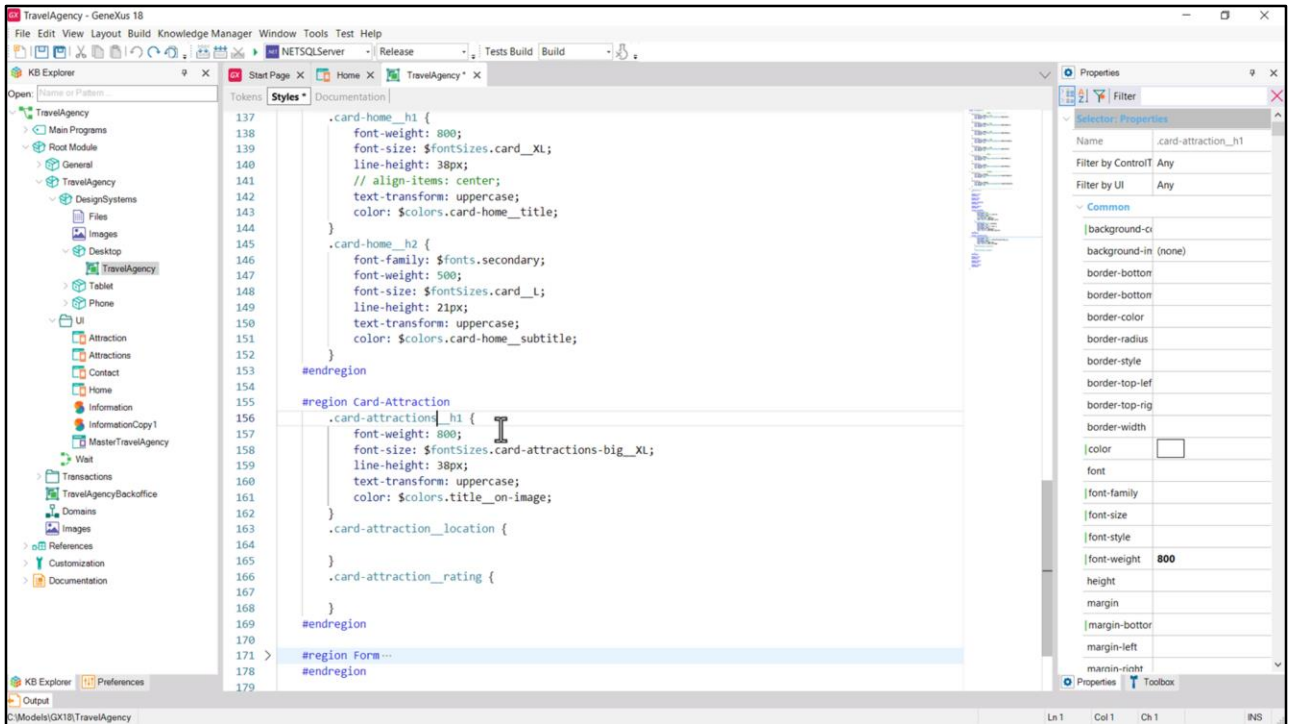 TravelAgency - GeneXus 18
File Edit View Layout Build Knowledge Manager Window Tools Test Help
NETSQLServer Release Tests Build Build
KB Explorer
Open: Name or Pattern...
TravelAgency
Main Programs
Root Module
General
TravelAgency
DesignSystems
Files
Images
Desktop
TravelAgency
Tablet
Phone
UI
Attraction
Attractions
Contact
Home
Information
InformationCopy1
MasterTravelAgency
Wait
Transactions
TravelAgencyBackoffice
Domains
Images
References
Customization
Documentation
KB Explorer Preferences
Start Page Home TravelAgency*
Tokens Styles * Documentation
137 .card-home__h1 {
138 font-weight: 800;
139 font-size: $fontSizes.card__XL;
140 line-height: 38px;
141 // align-items: center;
142 text-transform: uppercase;
143 color: $colors.card-home__title;
144 }
145 .card-home__h2 {
146 font-family: $fonts.secondary;
147 font-weight: 500;
148 font-size: $fontSizes.card__L;
149 line-height: 21px;
150 text-transform: uppercase;
151 color: $colors.card-home__subtitle;
152 }
153 #endregion
154
155 #region Card-Attraction
156 .card-attractions__h1 {
157 font-weight: 800;
158 font-size: $fontSizes.card-attractions-big__XL;
159 line-height: 38px;
160 text-transform: uppercase;
161 color: $colors.title__on-image;
162 }
163 .card-attraction__location {
164
165 }
166 .card-attraction__rating {
167
168 }
169 #endregion
170
171 #region Form...
178 #endregion
179
Properties
Filter
Selector: Properties
Name .card-attraction__h1
Filter by ControlT Any
Filter by UI Any
Common
background-co
background-im (none)
border-bottom
border-bottom
border-color
border-radius
border-style
border-top-lef
border-top-rig
border-width
color
font
font-family
font-size
font-style
font-weight 800
height
margin
margin-bottor
margin-left
margin-right
Properties Toolbox
Output
C:\Models\GX18\TravelAgency Ln 1 Col 1 Ch 1 INS